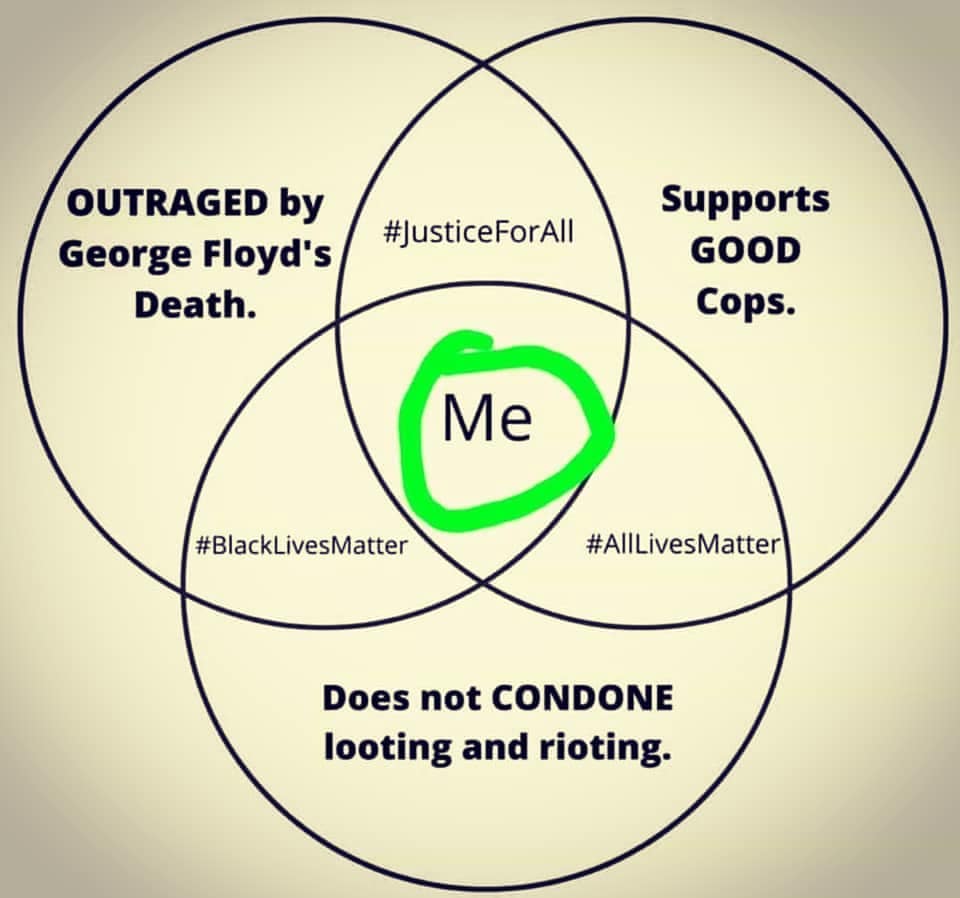 OUTRAGED by
George Floyd's
Death.
#JusticeForAll
Supports
GOOD
Cops.
Me
#BlackLivesMatter
#AllLivesMatter
Does not CONDONE
looting and rioting.